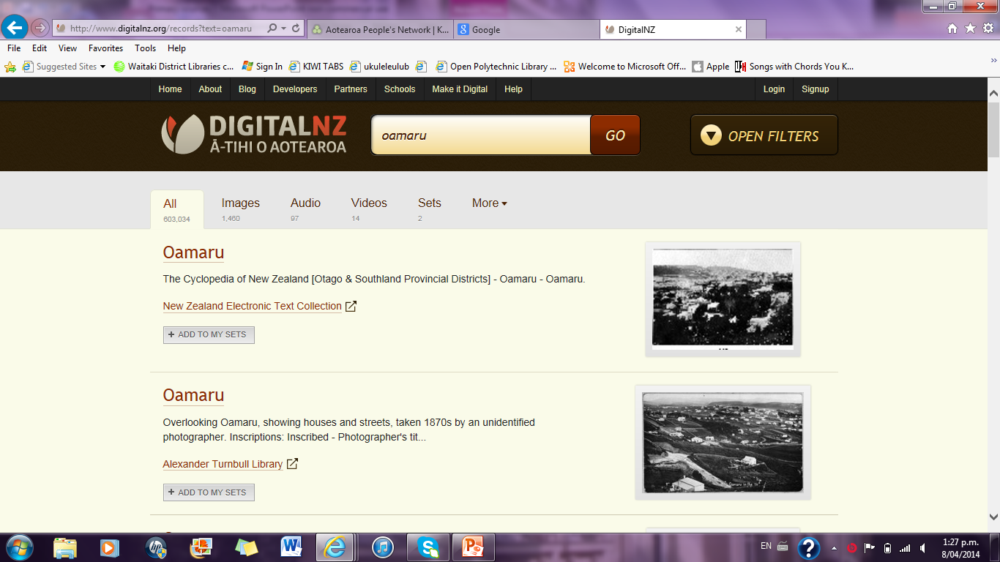 http://www.digitalnz.org/records?text=oamaru
Aotearoa People's Network | K...
Google
DigitalNZ
File Edit View Favorites Tools Help
Suggested Sites
Waitaki District Libraries c...
Sign In
KIWI TABS
ukuleleulub
Open Polytechnic Library ...
Welcome to Microsoft Off...
Apple
Songs with Chords You K...
Home About Blog Developers Partners Schools Make it Digital Help Login Signup
DIGITALNZ
Ā-TIHI O AOTEAROA
oamaru
GO
OPEN FILTERS
All Images Audio Videos Sets More
603,034 1,460 97 14 2
Oamaru
The Cyclopedia of New Zealand [Otago & Southland Provincial Districts] - Oamaru - Oamaru.
New Zealand Electronic Text Collection
+ ADD TO MY SETS
Oamaru
Overlooking Oamaru, showing houses and streets, taken 1870s by an unidentified
photographer. Inscriptions: Inscribed - Photographer's tit...
Alexander Turnbull Library
+ ADD TO MY SETS
EN
1:27 p.m.
8/04/2014